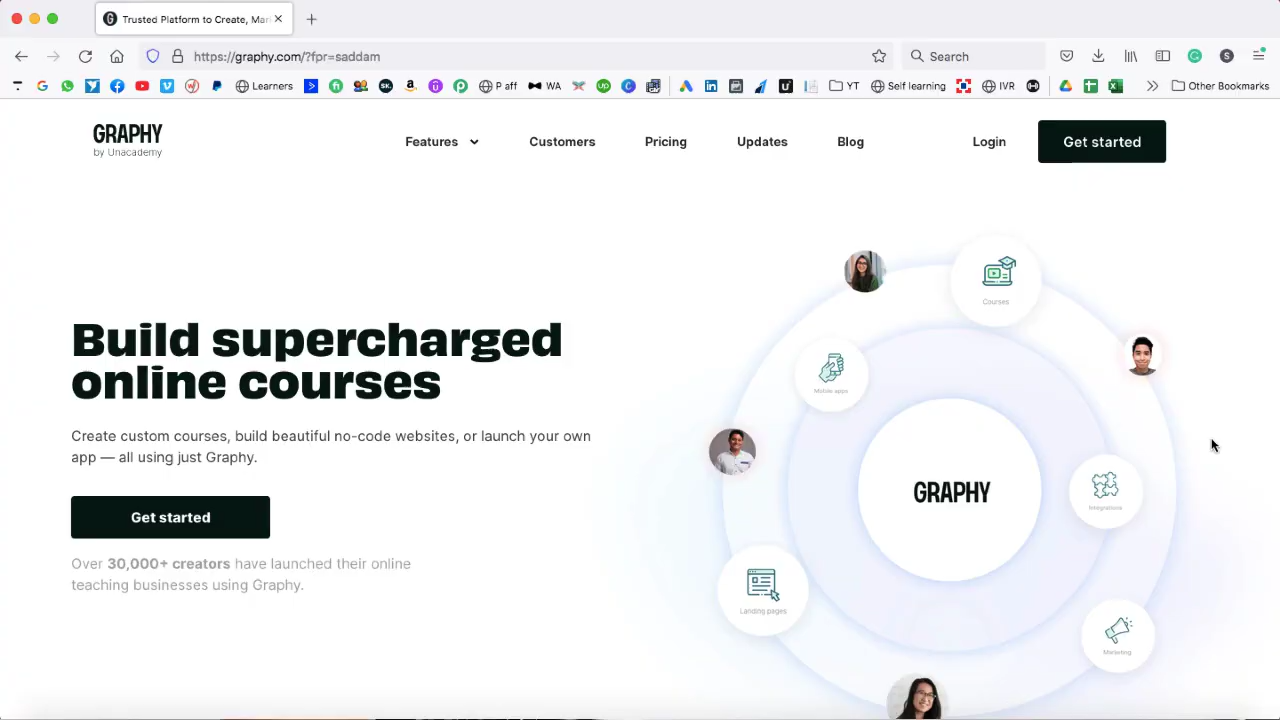 Trusted Platform to Create, Mar
https://graphy.com/?fpr=saddam
Search
Learners
P aff
WA
YT
Self learning
IVR
Other Bookmarks
GRAPHY
by Unacademy
Features
Customers
Pricing
Updates
Blog
Login
Get started
Build supercharged
online courses
Create custom courses, build beautiful no-code websites, or launch your own
app — all using just Graphy.
Get started
Over 30,000+ creators have launched their online
teaching businesses using Graphy.
Courses
Mobile apps
GRAPHY
Integrations
Landing pages
Marketing